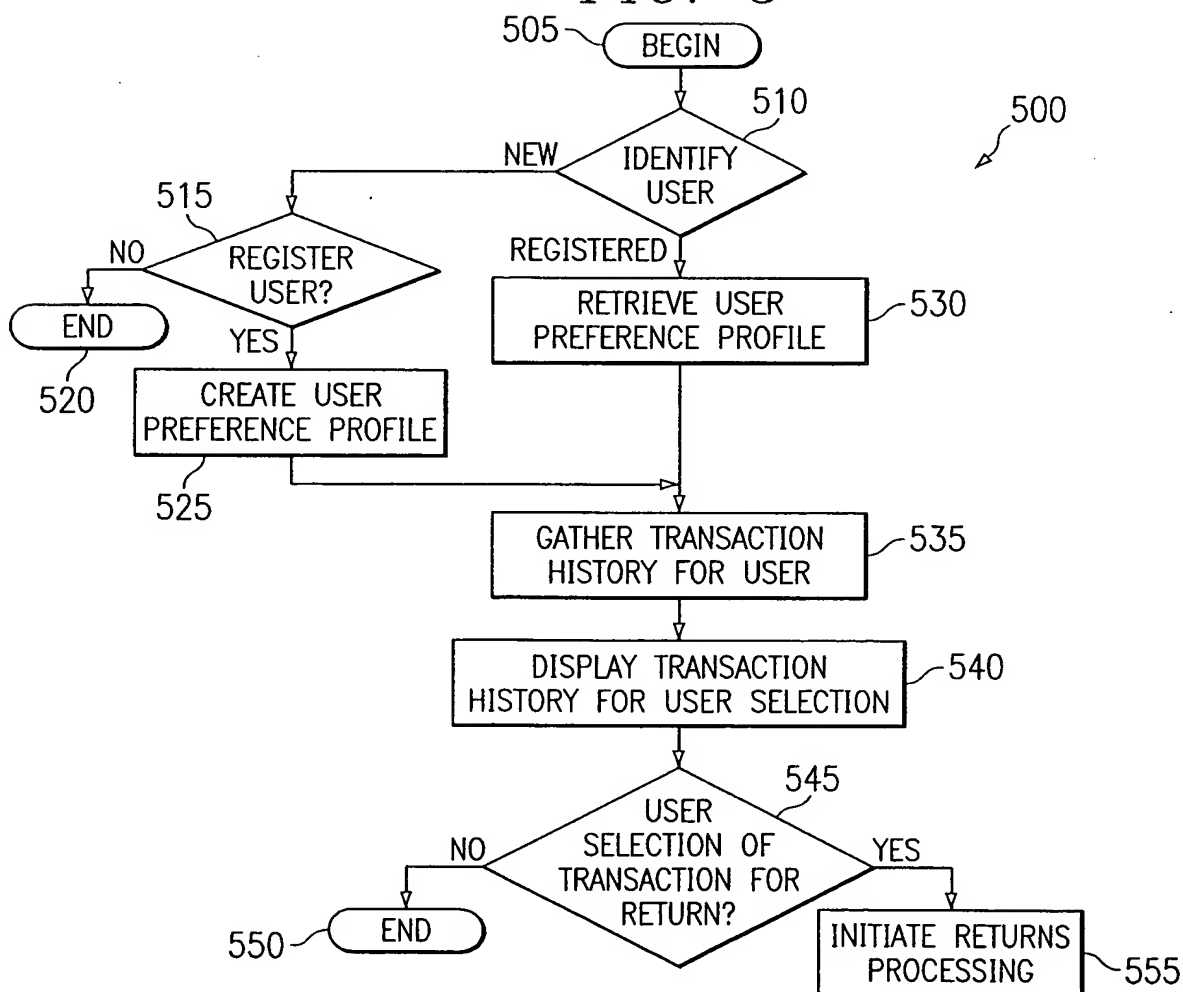 505
BEGIN
510
500
NEW
IDENTIFY
USER
515
REGISTERED
NO
REGISTER
USER?
RETRIEVE USER
PREFERENCE PROFILE
530
END
YES
520
CREATE USER
PREFERENCE PROFILE
525
GATHER TRANSACTION
HISTORY FOR USER
535
DISPLAY TRANSACTION
HISTORY FOR USER SELECTION
540
545
USER
SELECTION OF
TRANSACTION FOR
RETURN?
NO
YES
550
END
INITIATE RETURNS
PROCESSING
555